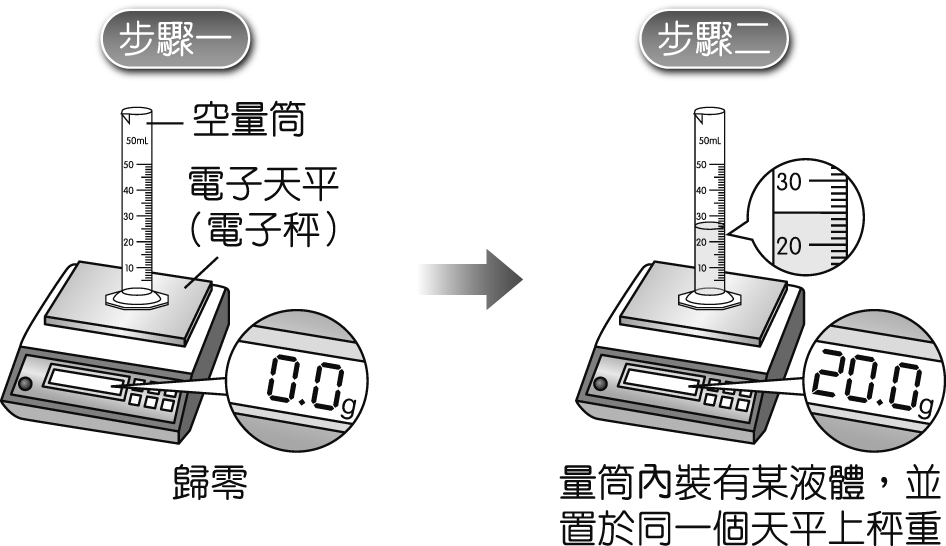 步驟一
空量筒
50mL
50
40
30
20
10
電子天平
（電子秤）
0.0g
歸零
步驟二
50mL
50
40
30
20
10
30
20
20.0g
量筒內裝有某液體，並
置於同一個天平上秤重